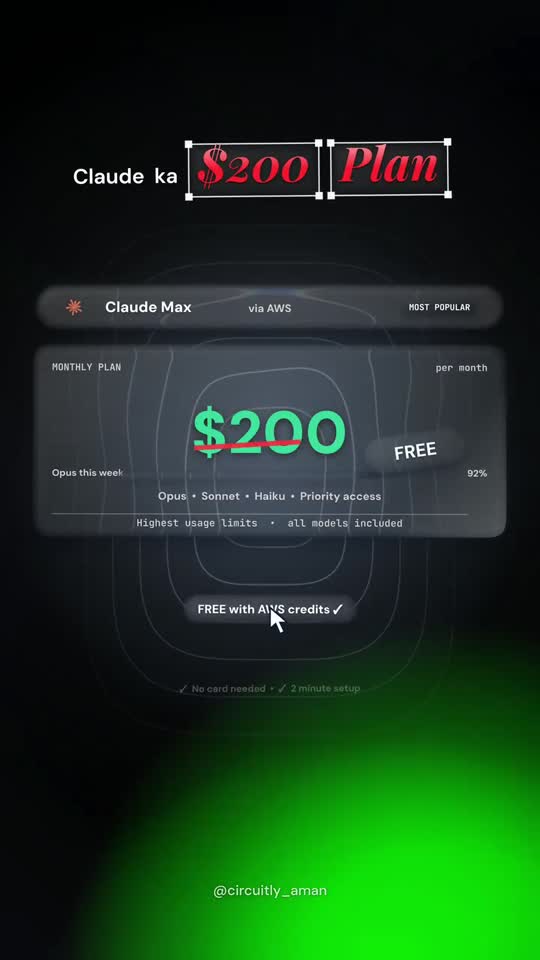 Claude ka $200 Plan
Claude Max via AWS MOST POPULAR
MONTHLY PLAN per month
$200
FREE
Opus this week 92%
Opus • Sonnet • Haiku • Priority access
Highest usage limits • all models included
FREE with AWS credits ✓
✓ No card needed • ✓ 2 minute setup
@circuitly_aman